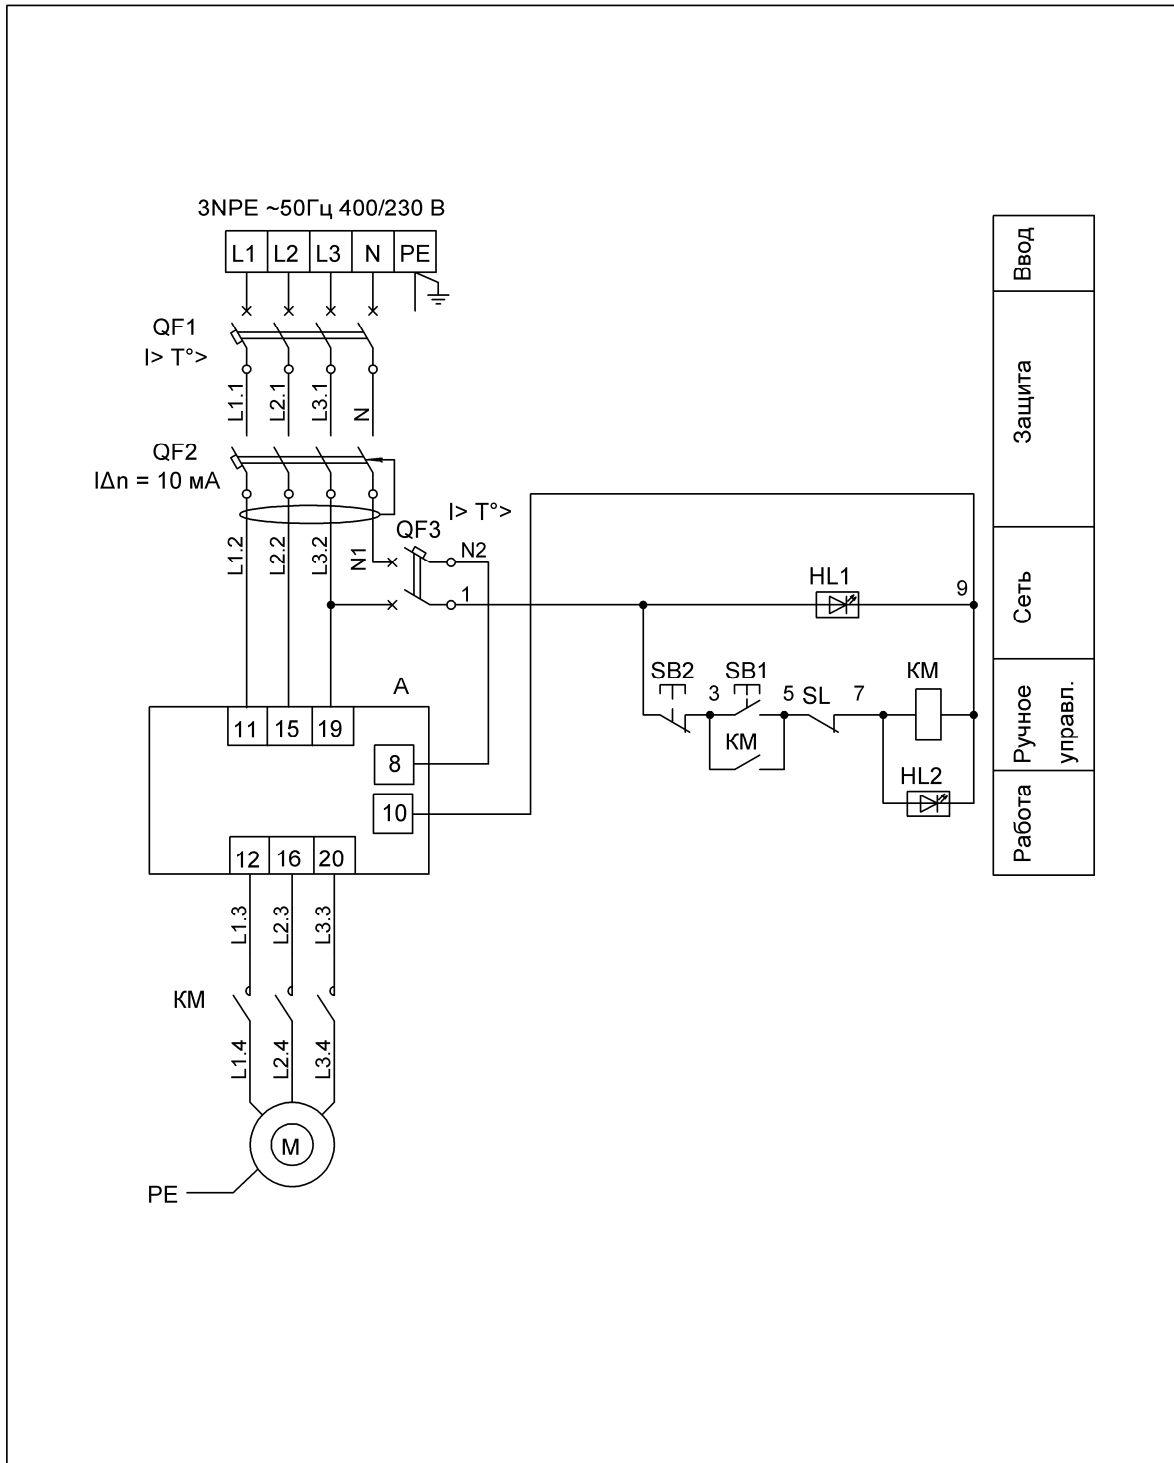 3NPE ~50Гц 400/230 В
L1 L2 L3 N PE
QF1
I> T°>
L1.1 L2.1 L3.1 N
QF2
IΔn = 10 мА
L1.2 L2.2 L3.2 N1
QF3
I> T°>
N2
1
HL1
9
SB2
SB1
3
5
SL
7
КМ
КМ
HL2
A
11 15 19
8
10
12 16 20
L1.3 L2.3 L3.3
КМ
L1.4 L2.4 L3.4
М
PE
Ввод
Защита
Сеть
Ручное
управл.
Работа